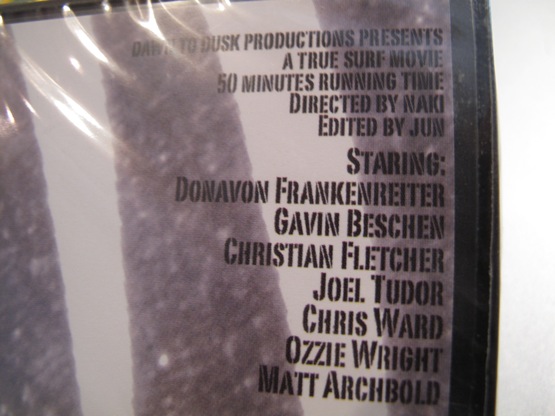 DAWN TO DUSK PRODUCTIONS PRESENTS
A TRUE SURF MOVIE
50 MINUTES RUNNING TIME
DIRECTED BY NAKI
EDITED BY JUN
STARING:
DONAVON FRANKENREITER
GAVIN BESCHEN
CHRISTIAN FLETCHER
JOEL TUDOR
CHRIS WARD
OZZIE WRIGHT
MATT ARCHBOLD